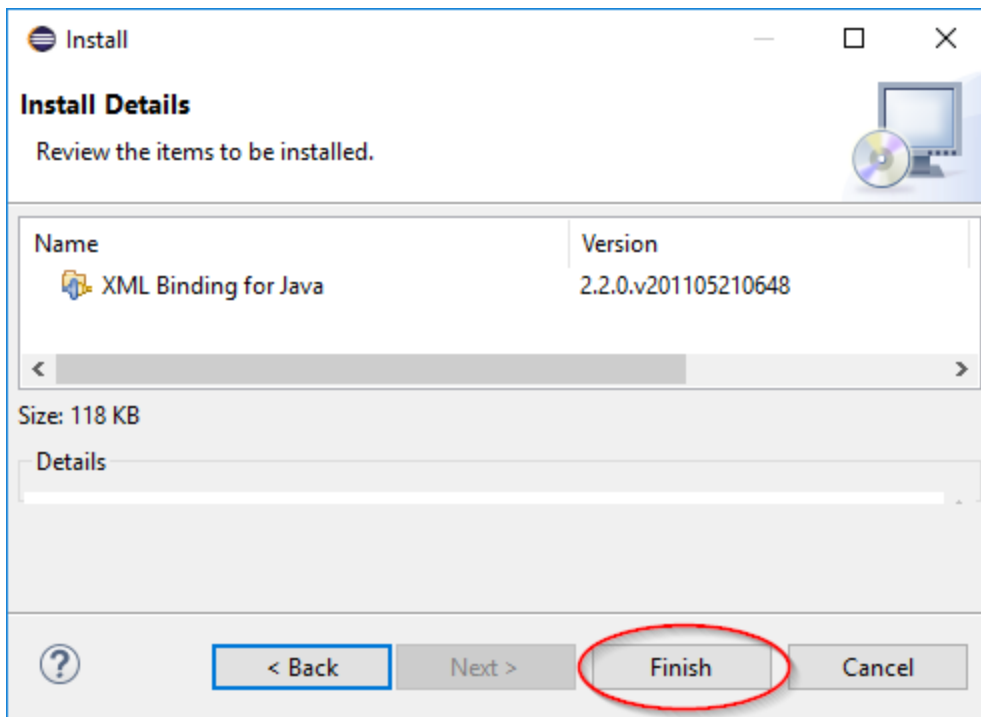 Install
Install Details
Review the items to be installed.
Name Version
XML Binding for Java 2.2.0.v201105210648
Size: 118 KB
Details
< Back Next > Finish Cancel